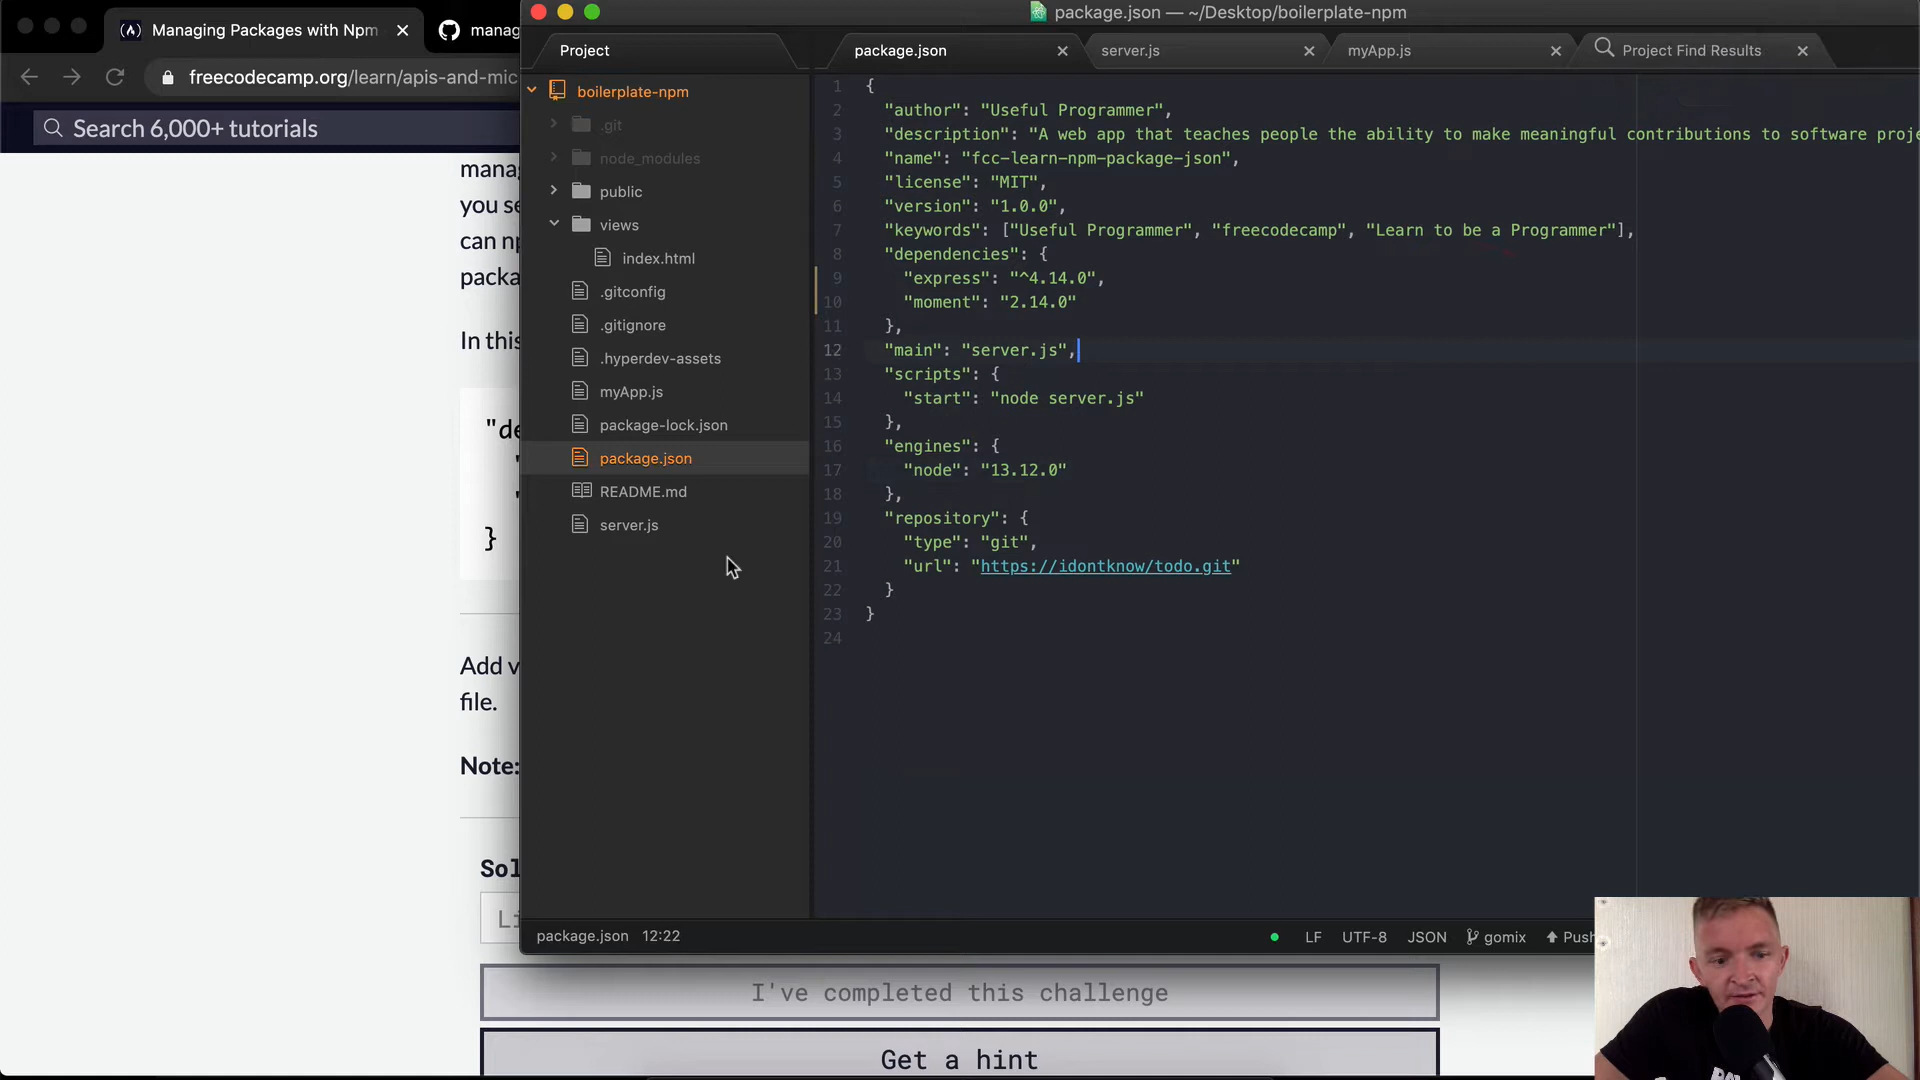 Managing Packages with Npm
manag
freecodecamp.org/learn/apis-and-mic
Search 6,000+ tutorials
manag
you se
can np
packa
In this
"de
"
"
}
Add v
file.
Note:
Sol
Li
I've completed this challenge
Get a hint
package.json — ~/Desktop/boilerplate-npm
Project
package.json
server.js
myApp.js
Project Find Results
boilerplate-npm
.git
node_modules
public
views
index.html
.gitconfig
.gitignore
.hyperdev-assets
myApp.js
package-lock.json
package.json
README.md
server.js
1 {
2 "author": "Useful Programmer",
3 "description": "A web app that teaches people the ability to make meaningful contributions to software proje
4 "name": "fcc-learn-npm-package-json",
5 "license": "MIT",
6 "version": "1.0.0",
7 "keywords": ["Useful Programmer", "freecodecamp", "Learn to be a Programmer"],
8 "dependencies": {
9 "express": "^4.14.0",
10 "moment": "2.14.0"
11 },
12 "main": "server.js",
13 "scripts": {
14 "start": "node server.js"
15 },
16 "engines": {
17 "node": "13.12.0"
18 },
19 "repository": {
20 "type": "git",
21 "url": "https://idontknow/todo.git"
22 }
23 }
24
package.json 12:22
LF UTF-8 JSON gomix Push